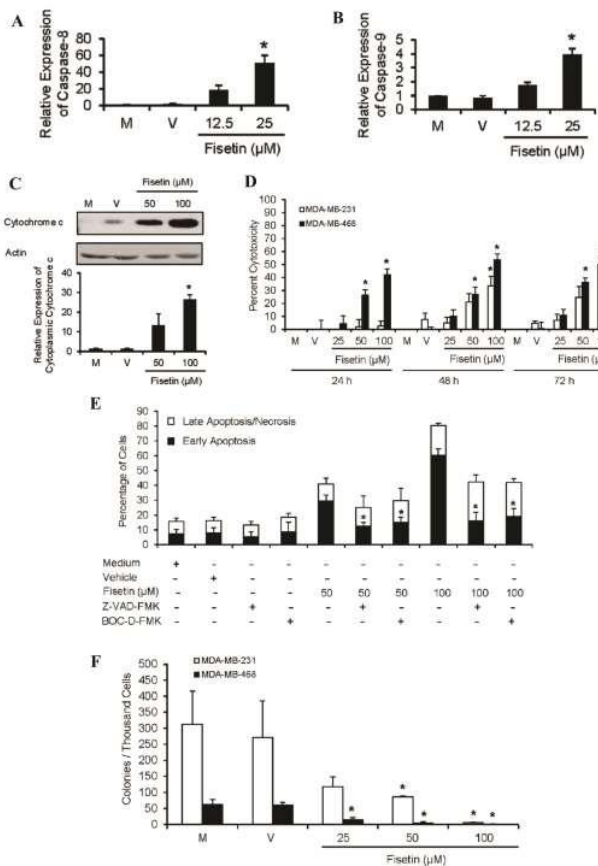 A
Relative Expression
of Caspase-8
80
60
40
20
0
*
M V 12.5 25
Fisetin (µM)
B
Relative Expression
of Caspase-9
5
4
3
2
1
0
*
M V 12.5 25
Fisetin (µM)
C
Fisetin
(µM)
M V 50 100
Cytochrome c
Actin
Relative Expression of
Cytoplasmic Cytochrome c
40
30
20
10
0
*
M V 50 100
Fisetin (µM)
D
MDA-MB-231
MDA-MB-468
Percent Cytotoxicity
100
90
80
70
60
50
40
30
20
10
0
* * * * * *
M V 25 50 100 M V 25 50 100 M V 25 50 100
Fisetin (µM) Fisetin (µM) Fisetin (µM)
24 h 48 h 72 h
E
Late Apoptosis/Necrosis
Early Apoptosis
Percentage of Cells
90
80
70
60
50
40
30
20
10
0
* * * *
Medium + - - - - - - - - -
Vehicle - + - - - - - - - -
Fisetin (µM) - - - - 50 50 50 100 100 100
Z-VAD-FMK - - + - - + - - + -
BOC-D-FMK - - - + - - + - - +
F
MDA-MB-231
MDA-MB-468
Colonies / Thousand Cells
500
450
400
350
300
250
200
150
100
50
0
* * * * *
M V 25 50 100
Fisetin (µM)